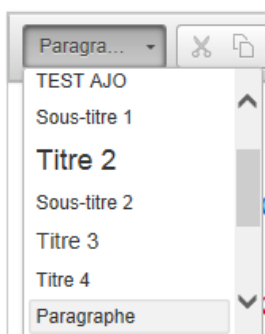 Paragra...
TEST AJO
Sous-titre 1
Titre 2
Sous-titre 2
Titre 3
Titre 4
Paragraphe